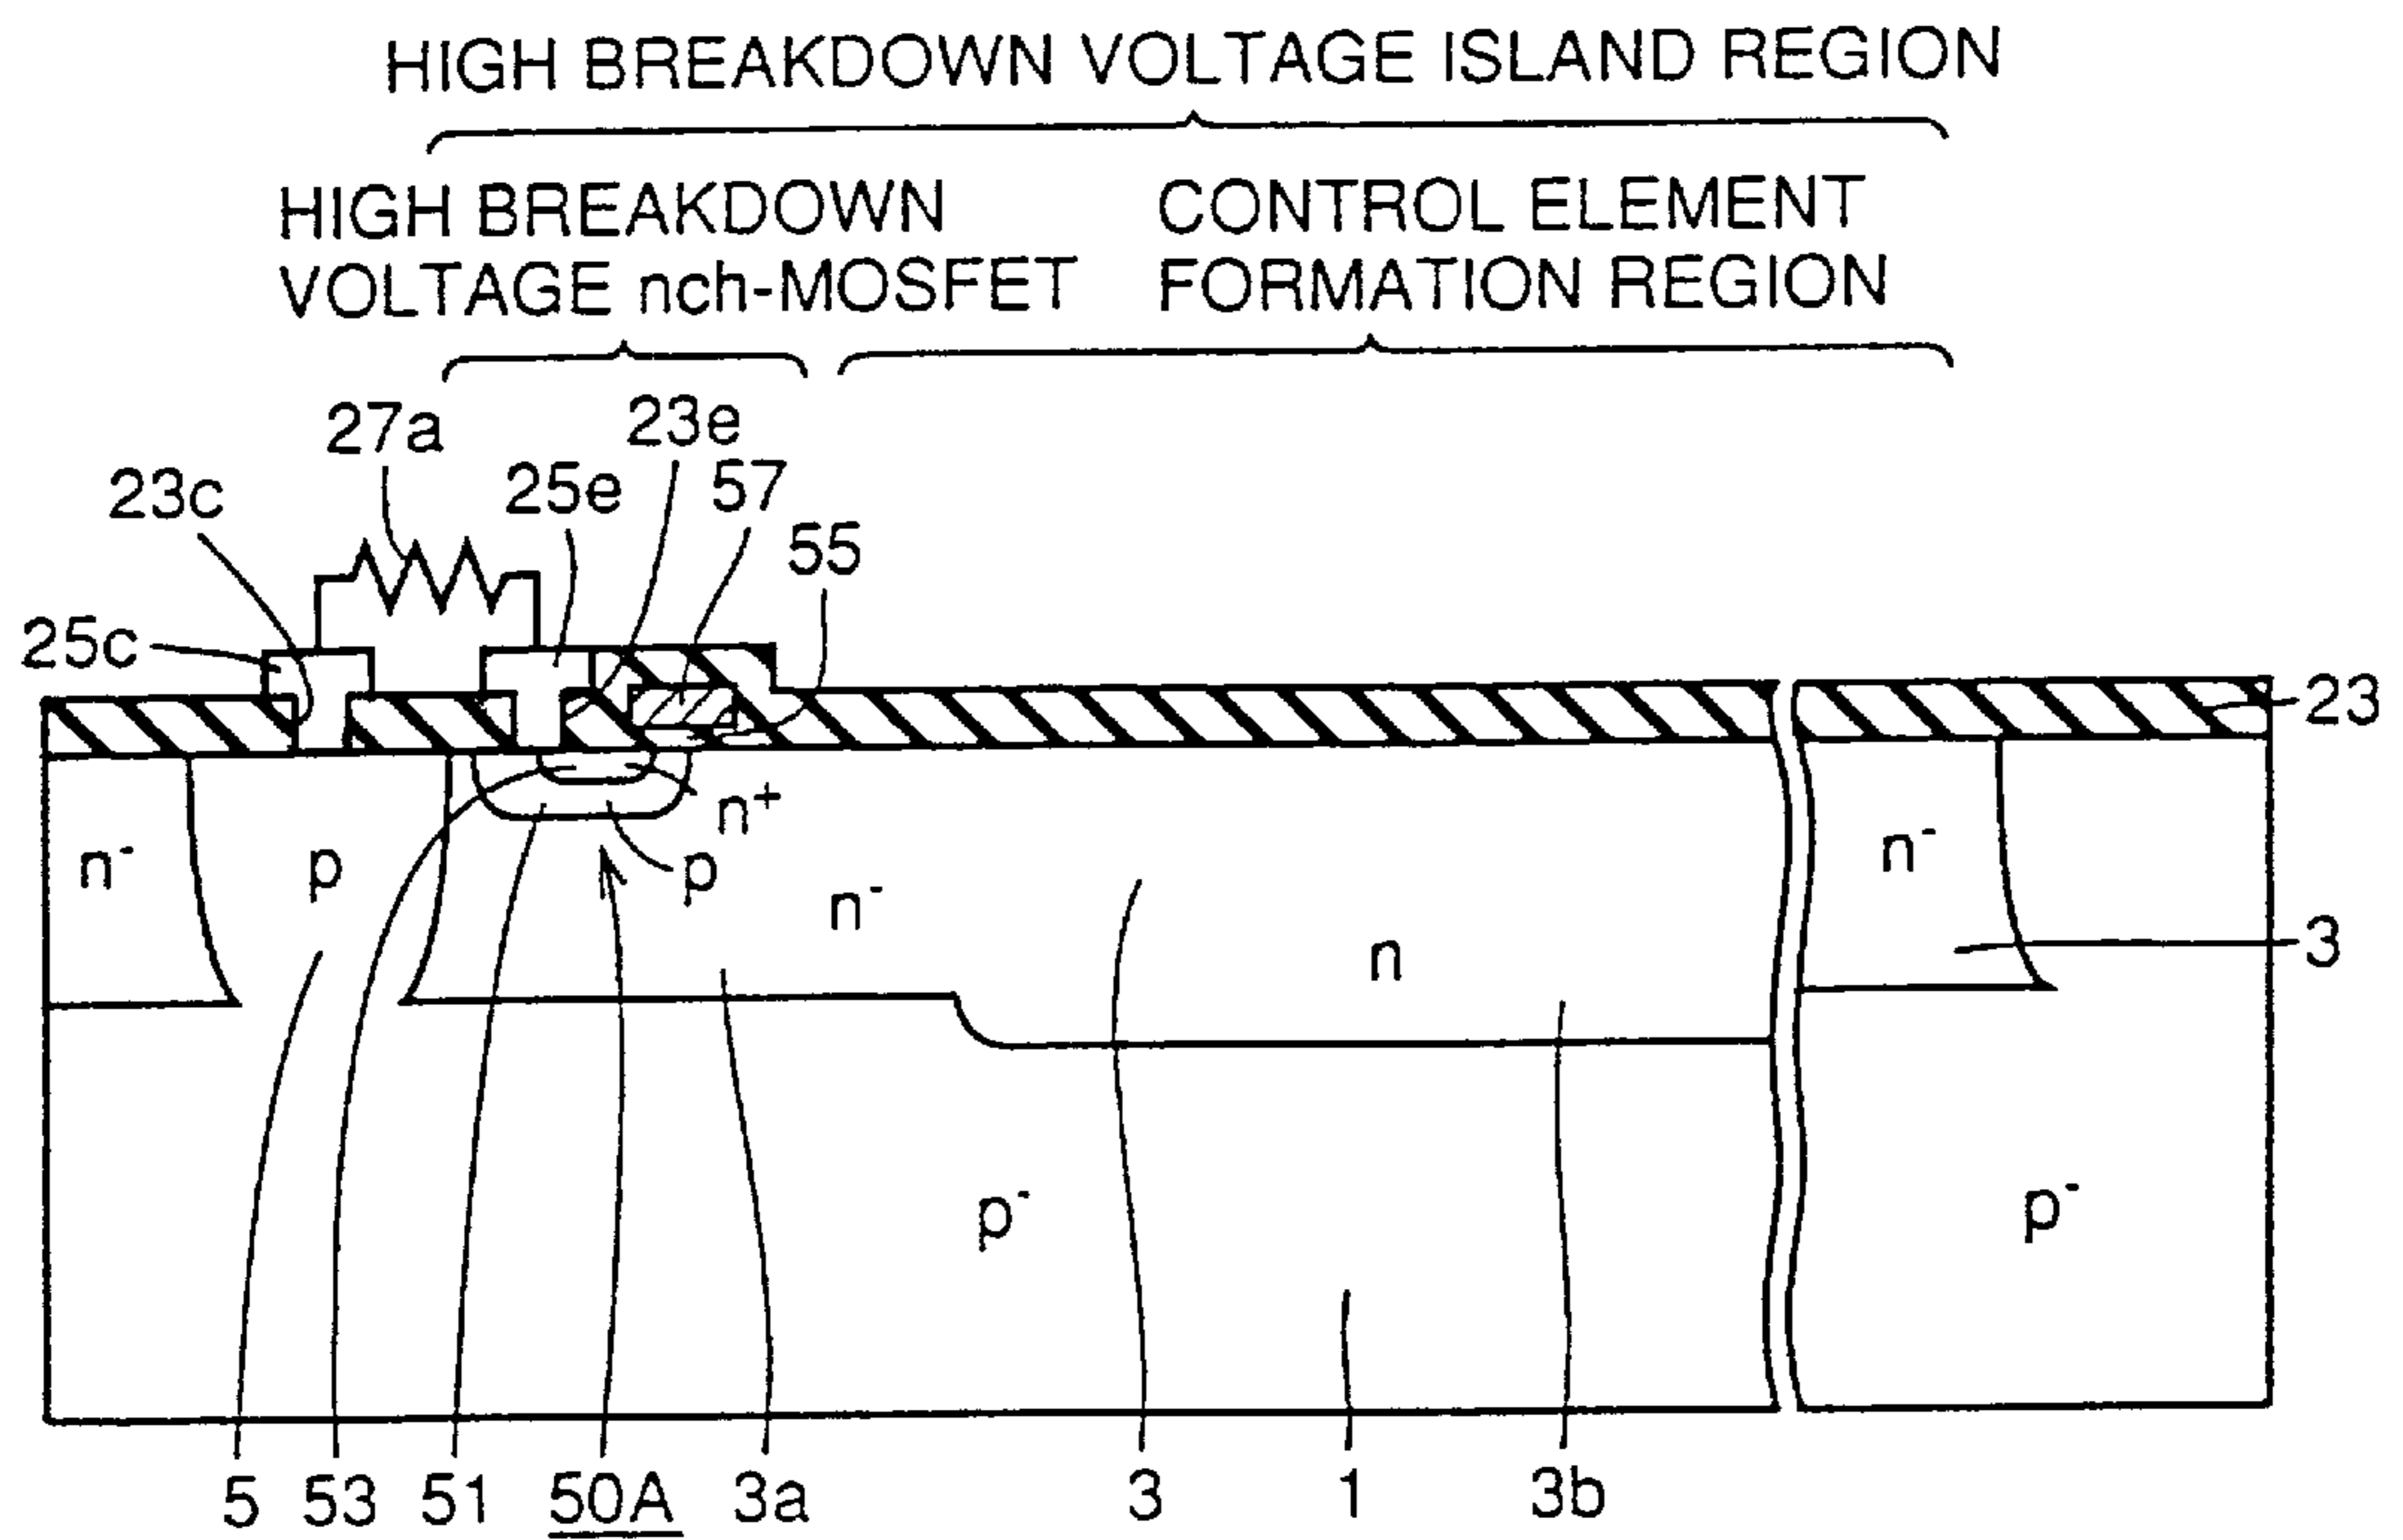 HIGH BREAKDOWN VOLTAGE ISLAND REGION
HIGH BREAKDOWN
VOLTAGE nch-MOSFET
CONTROL ELEMENT
FORMATION REGION
27a
23e
23c
25e
57
55
25c
23
n⁺
n⁻
p
p
n⁻
n
n⁻
3
p⁻
p⁻
5 53 51 50A 3a 3 1 3b